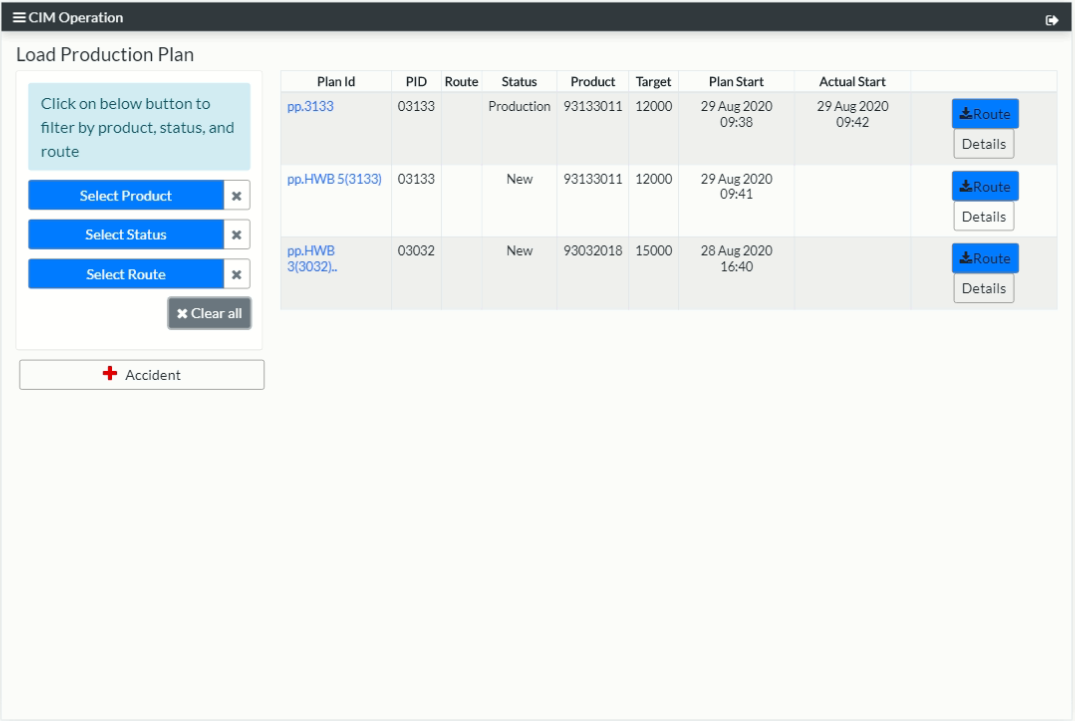 CIM Operation
Load Production Plan
Click on below button to
filter by product, status, and
route
Select Product
Select Status
Select Route
Clear all
Accident
Plan Id PID Route Status Product Target Plan Start Actual Start
pp.3133 03133 Production 93133011 12000 29 Aug 2020 29 Aug 2020
09:38 09:42
Route
Details
pp.HWB 5(3133) 03133 New 93133011 12000 29 Aug 2020
09:41
Route
Details
pp.HWB 03032 New 93032018 15000 28 Aug 2020
3(3032).. 16:40
Route
Details